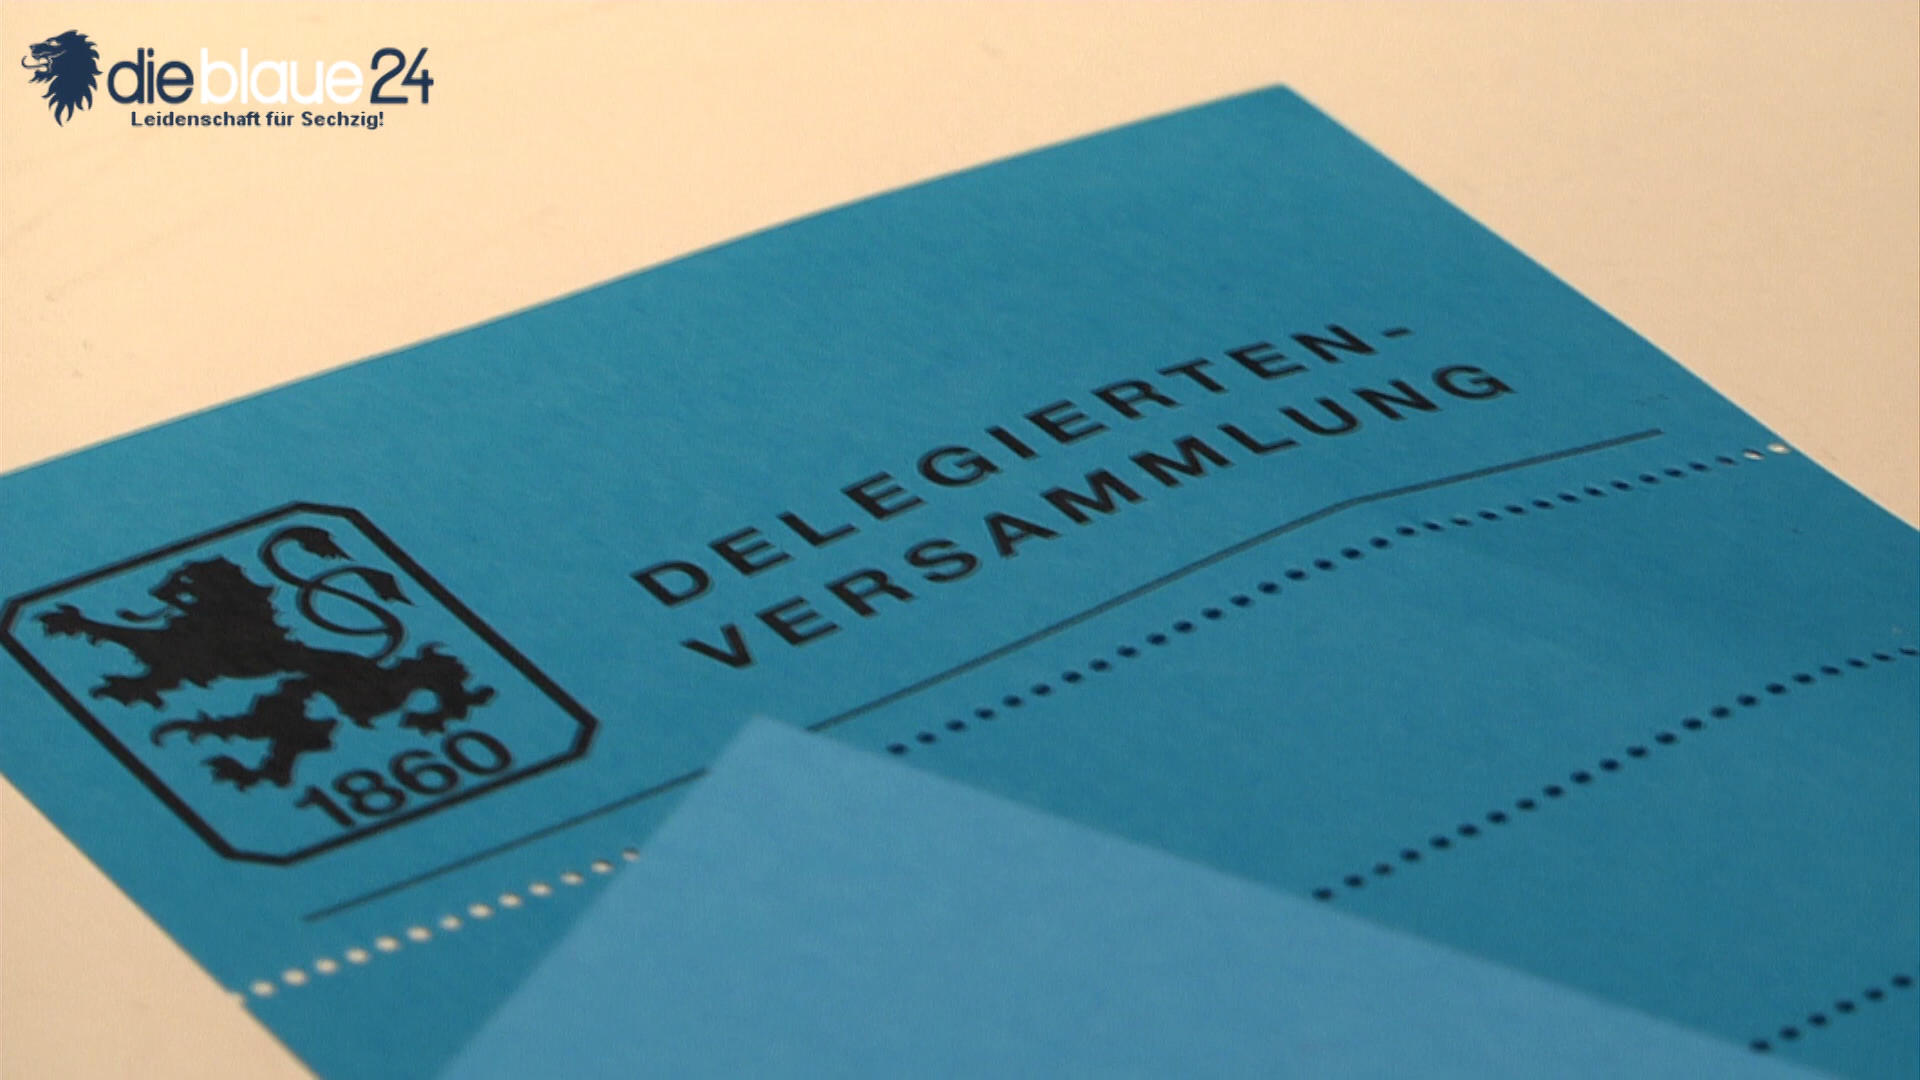 dieblaue24
Leidenschaft für Sechzig!
DELEGIERTEN-
VERSAMMLUNG
1860